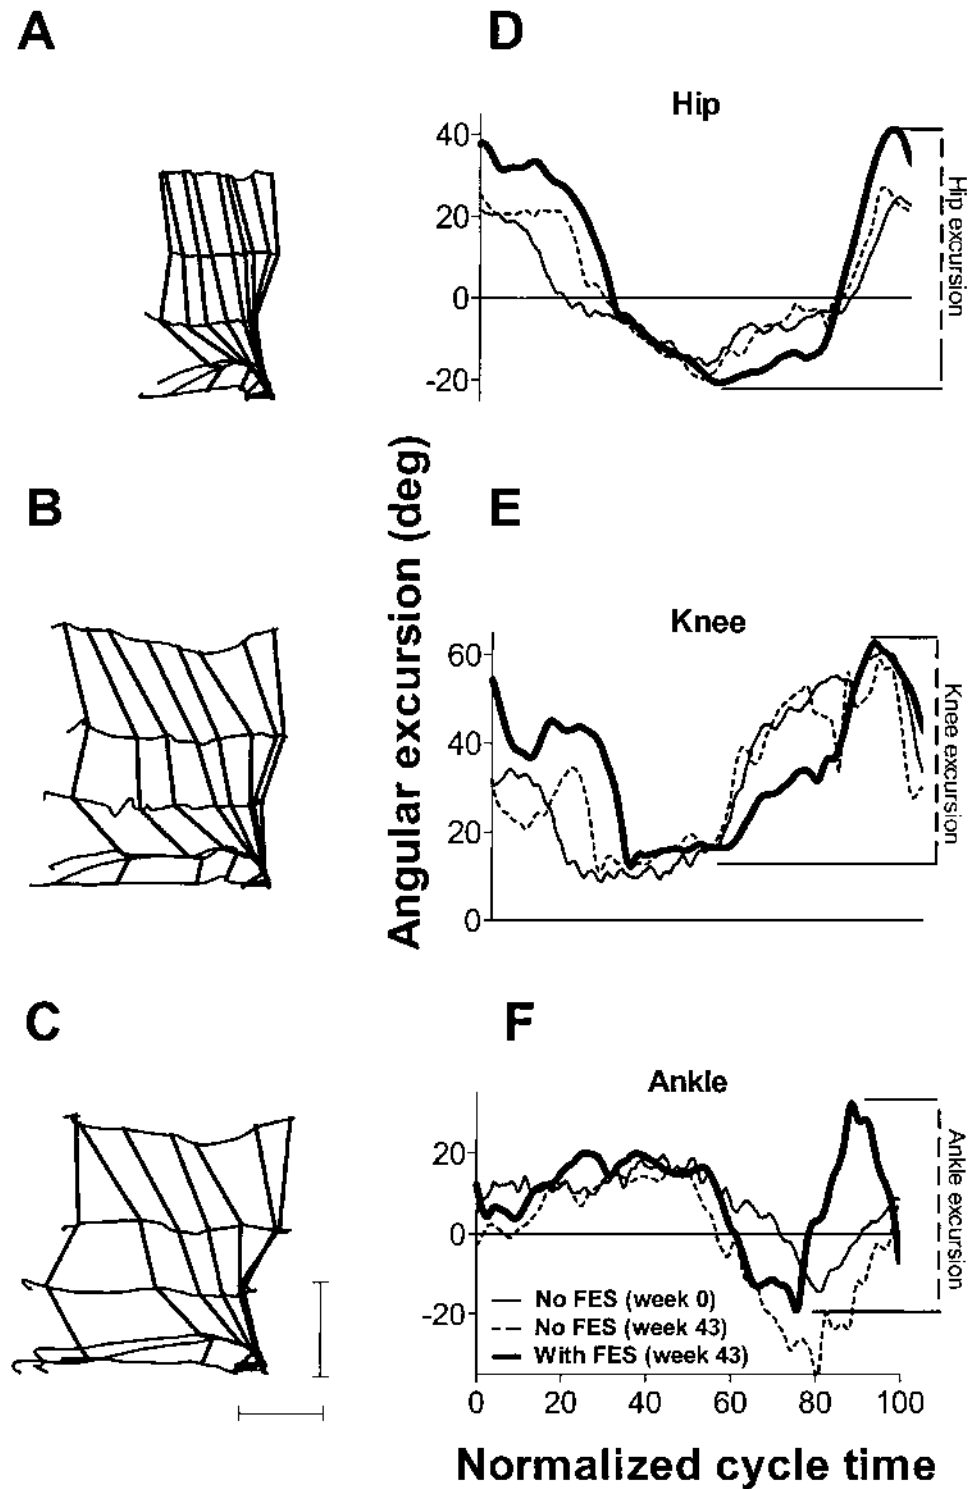 A
D
Hip
40
20
0
-20
Hip excursion
B
E
Angular excursion (deg)
Knee
60
40
20
0
Knee excursion
C
F
Ankle
20
0
-20
Ankle excursion
No FES (week 0)
No FES (week 43)
With FES (week 43)
0 20 40 60 80 100
Normalized cycle time